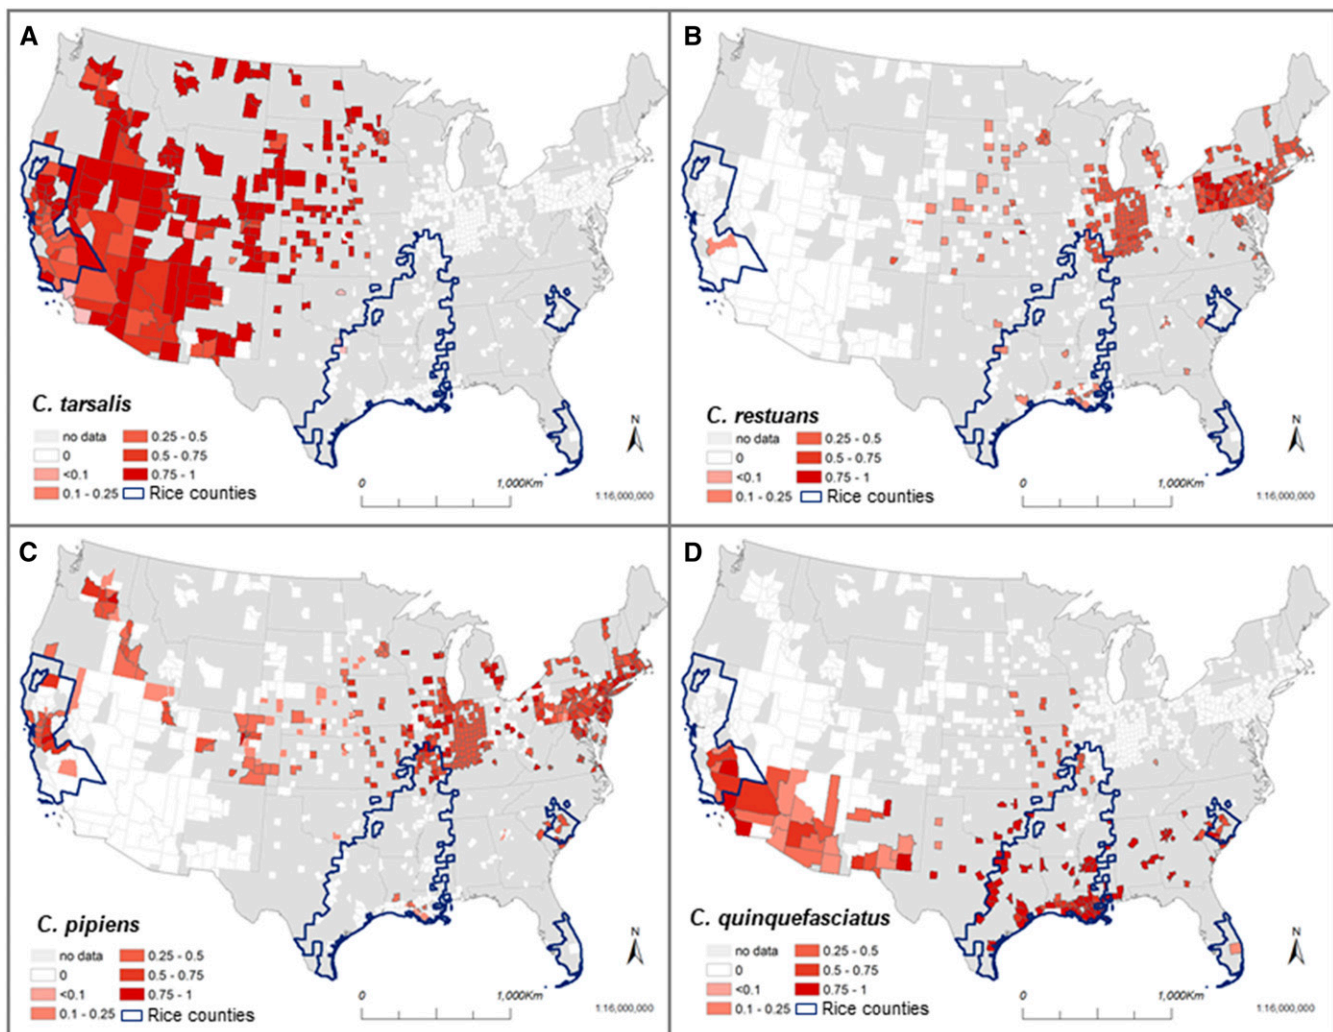 A
C. tarsalis
no data 0.25 - 0.5
0 0.5 - 0.75
<0.1 0.75 - 1
0.1 - 0.25 Rice counties
N
0 1,000Km
1:16,000,000
B
C. restuans
no data 0.25 - 0.5
0 0.5 - 0.75
<0.1 0.75 - 1
0.1 - 0.25 Rice counties
N
0 1,000Km
1:16,000,000
C
C. pipiens
no data 0.25 - 0.5
0 0.5 - 0.75
<0.1 0.75 - 1
0.1 - 0.25 Rice counties
N
0 1,000Km
1:16,000,000
D
C. quinquefasciatus
no data 0.25 - 0.5
0 0.5 - 0.75
<0.1 0.75 - 1
0.1 - 0.25 Rice counties
N
0 1,000Km
1:16,000,000